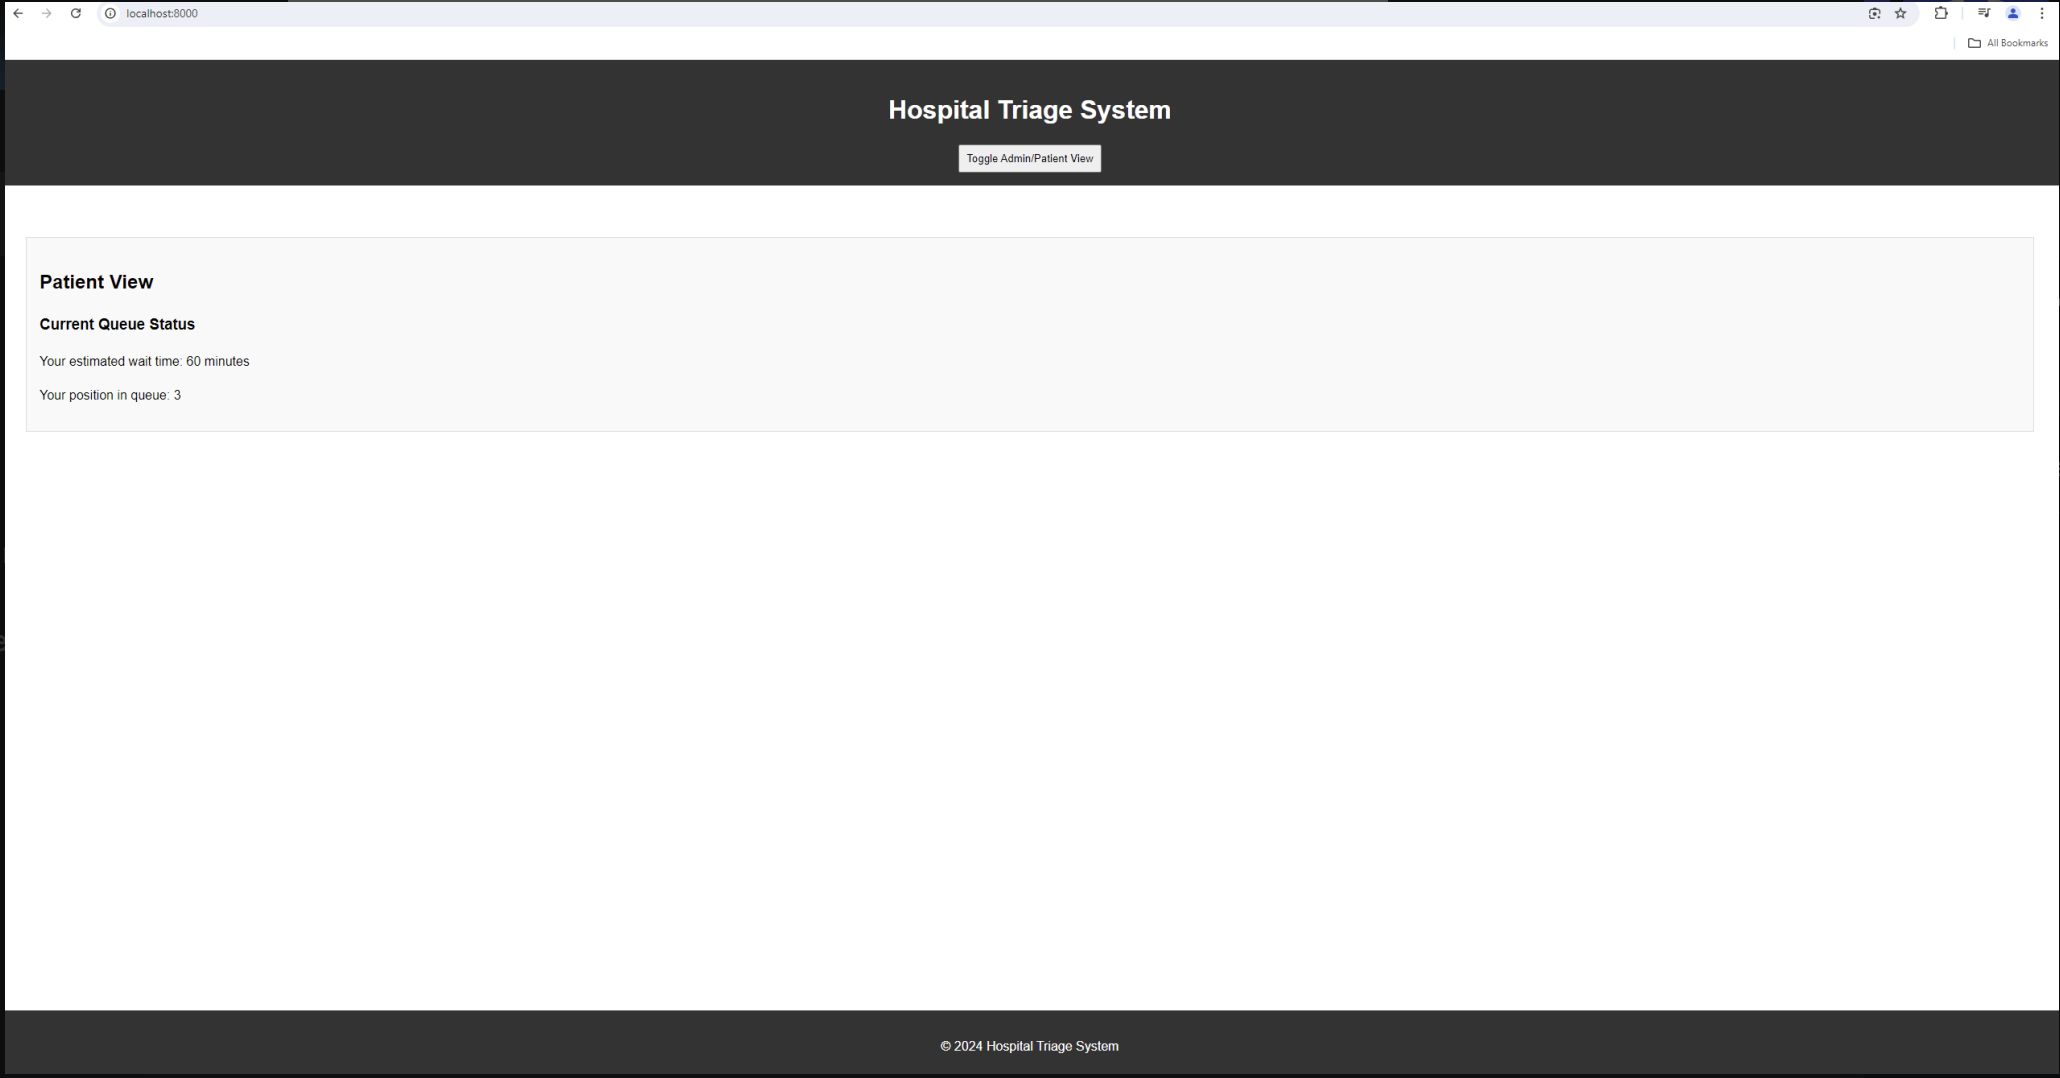 localhost:8000
All Bookmarks
Hospital Triage System
Toggle Admin/Patient View
Patient View
Current Queue Status
Your estimated wait time: 60 minutes
Your position in queue: 3
© 2024 Hospital Triage System